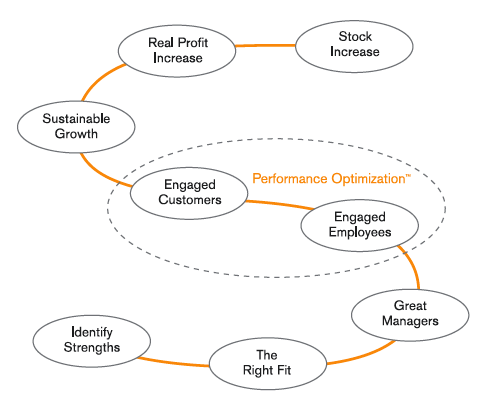 Real Profit
Increase
Stock
Increase
Sustainable
Growth
Performance Optimization™
Engaged
Customers
Engaged
Employees
Great
Managers
Identify
Strengths
The
Right Fit